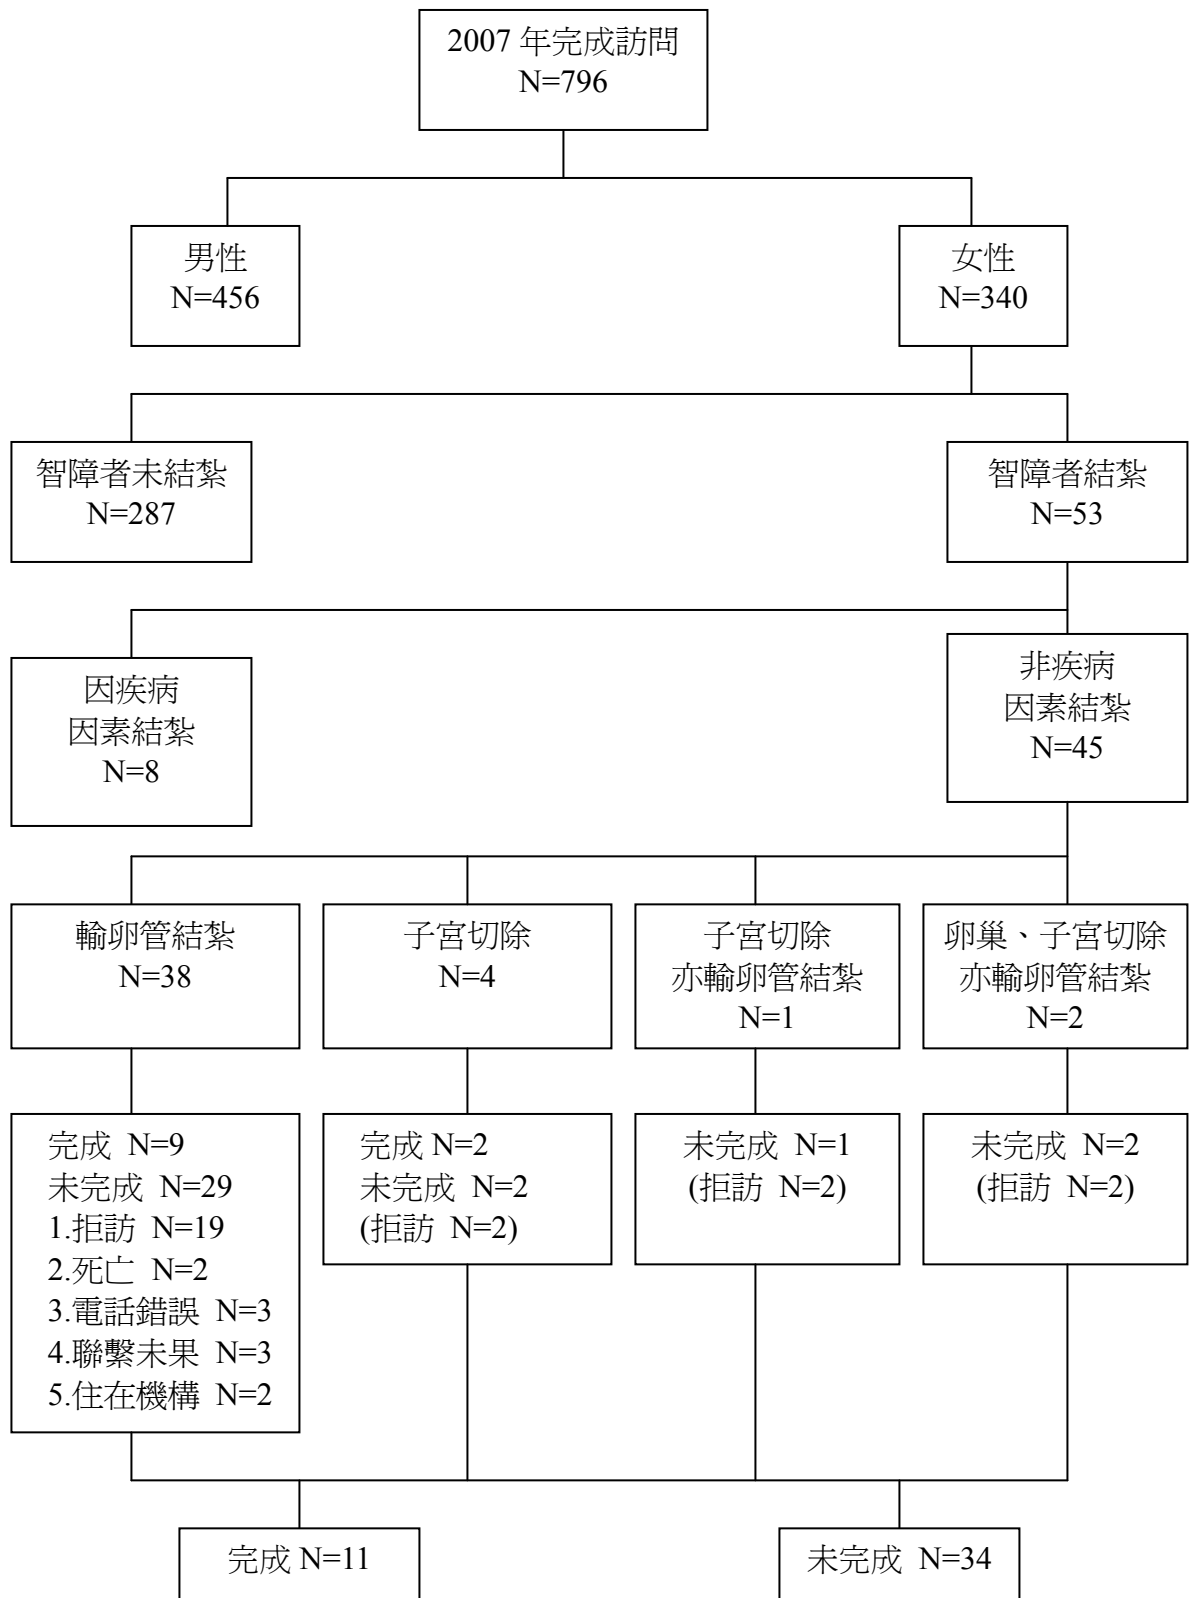 2007 年完成訪問
N=796
男性
N=456
女性
N=340
智障者未結紮
N=287
智障者結紮
N=53
因疾病
因素結紮
N=8
非疾病
因素結紮
N=45
輸卵管結紮
N=38
子宮切除
N=4
子宮切除
亦輸卵管結紮
N=1
卵巢、子宮切除
亦輸卵管結紮
N=2
完成 N=9
未完成 N=29
1.拒訪 N=19
2.死亡 N=2
3.電話錯誤 N=3
4.聯繫未果 N=3
5.住在機構 N=2
完成 N=2
未完成 N=2
(拒訪 N=2)
未完成 N=1
(拒訪 N=2)
未完成 N=2
(拒訪 N=2)
完成 N=11
未完成 N=34